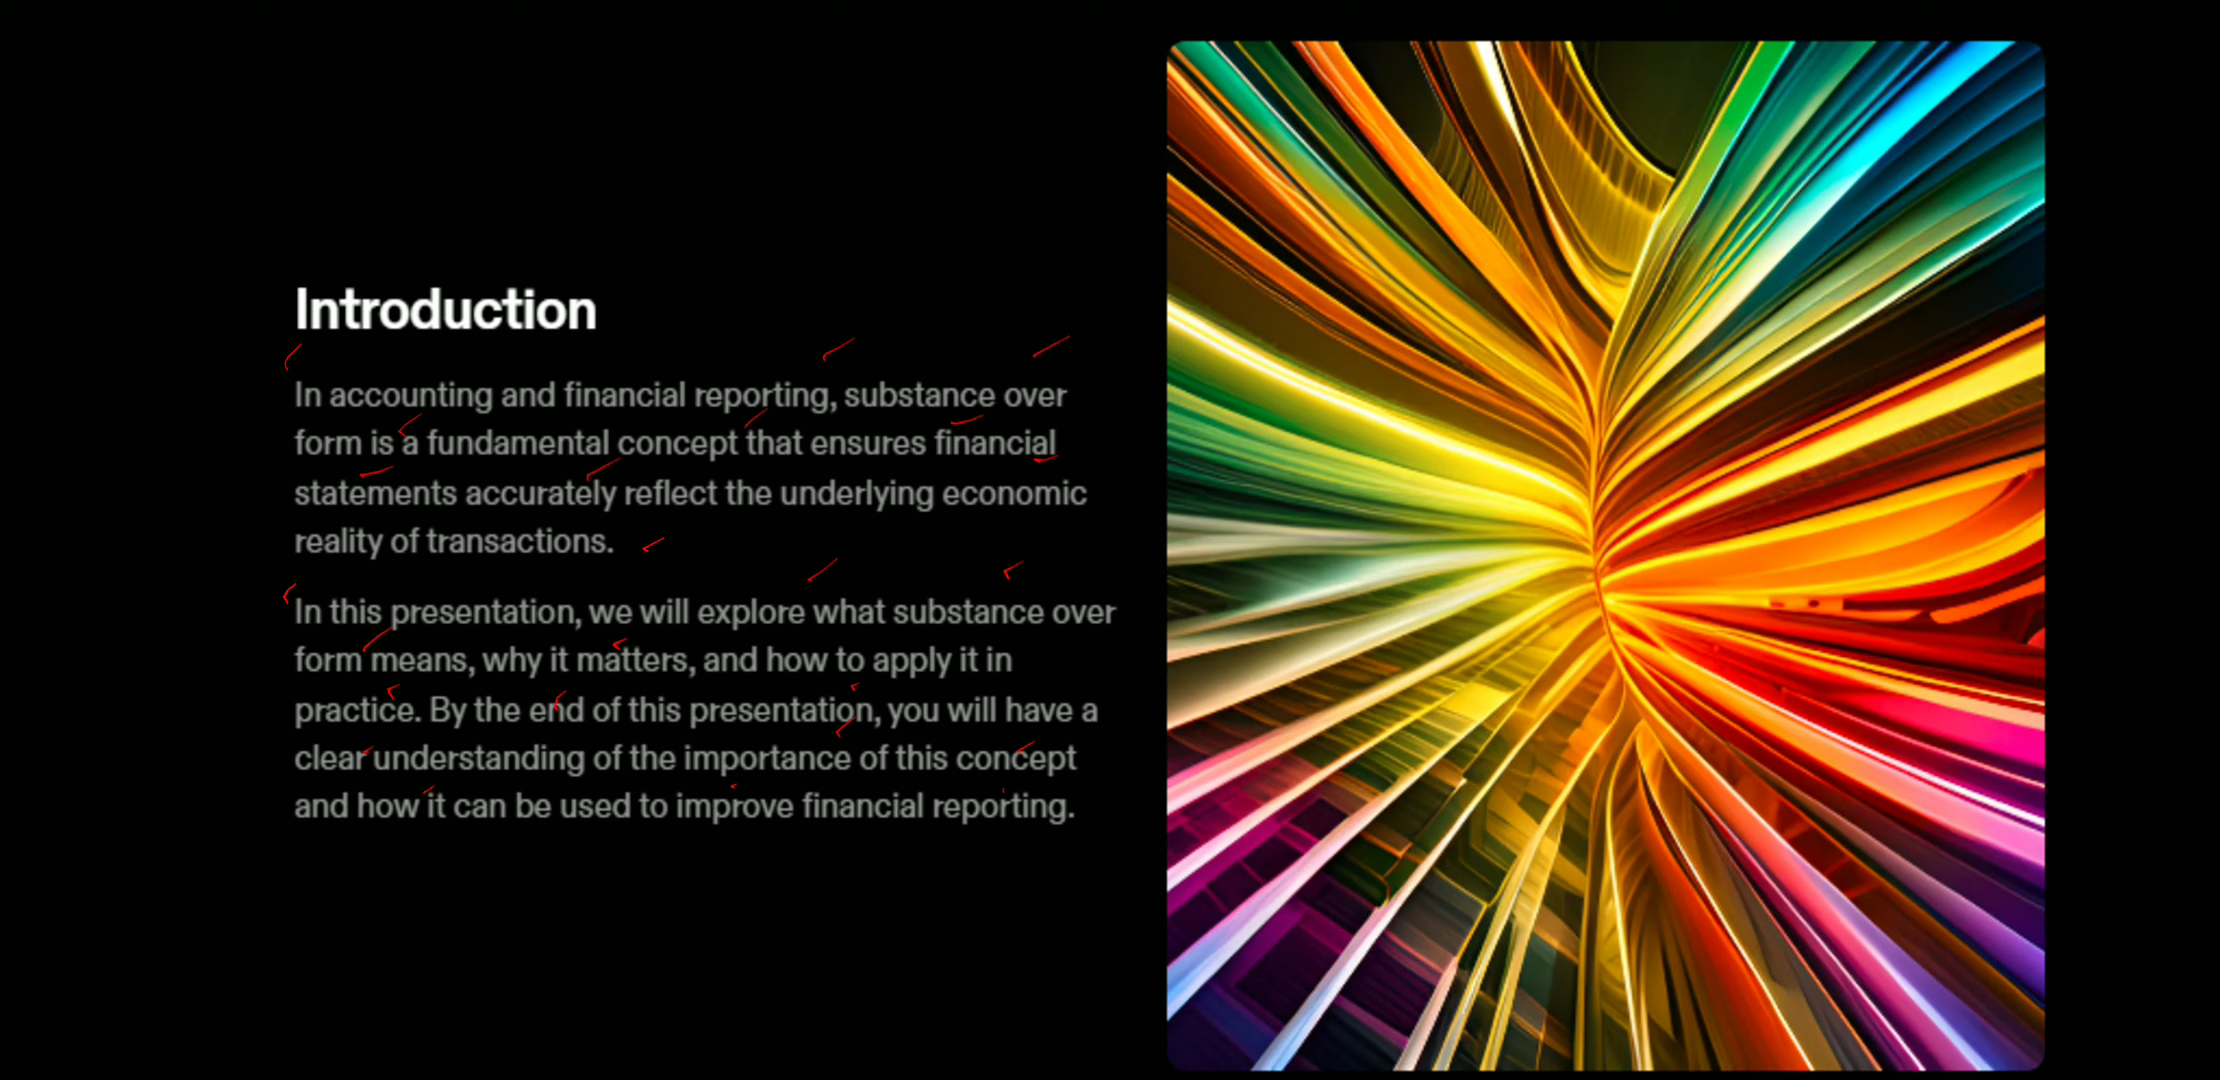 Introduction
In accounting and financial reporting, substance over
form is a fundamental concept that ensures financial
statements accurately reflect the underlying economic
reality of transactions.
In this presentation, we will explore what substance over
form means, why it matters, and how to apply it in
practice. By the end of this presentation, you will have a
clear understanding of the importance of this concept
and how it can be used to improve financial reporting.